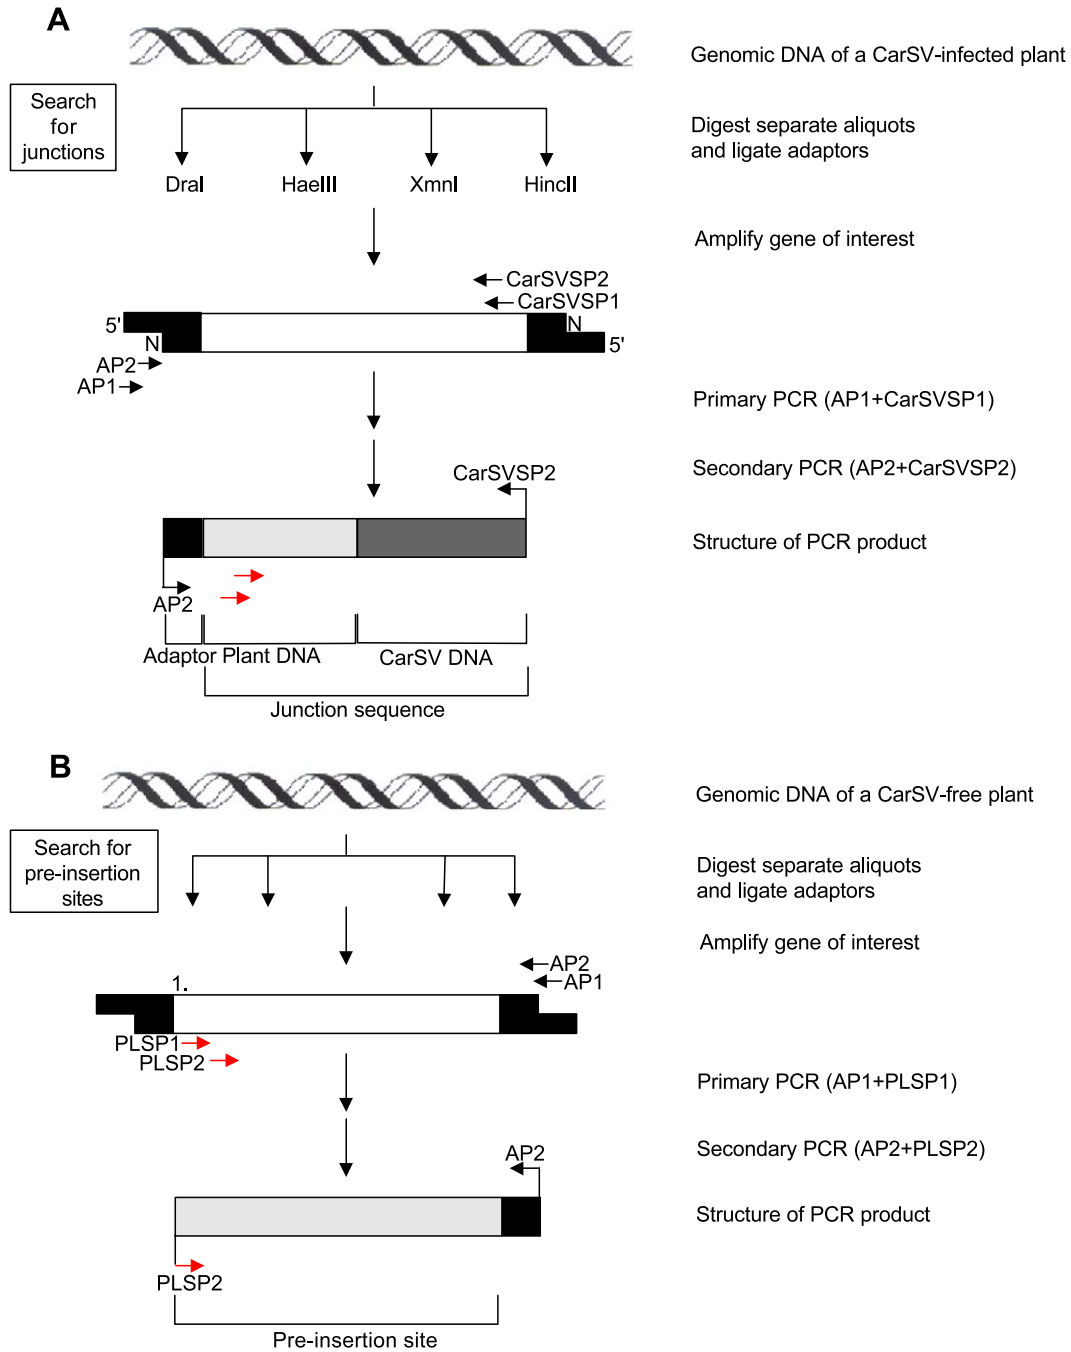 A
Genomic DNA of a CarSV-infected plant
Search
for
junctions
Digest separate aliquots
and ligate adaptors
DraI HaeIII XmnI HincII
Amplify gene of interest
CarSVSP2
CarSVSP1
5' N
N 5'
AP2
AP1
Primary PCR (AP1+CarSVSP1)
Secondary PCR (AP2+CarSVSP2)
CarSVSP2
Structure of PCR product
AP2
Adaptor Plant DNA CarSV DNA
Junction sequence
B
Genomic DNA of a CarSV-free plant
Search for
pre-insertion
sites
Digest separate aliquots
and ligate adaptors
Amplify gene of interest
AP2
AP1
1.
PLSP1
PLSP2
Primary PCR (AP1+PLSP1)
Secondary PCR (AP2+PLSP2)
AP2
Structure of PCR product
PLSP2
Pre-insertion site